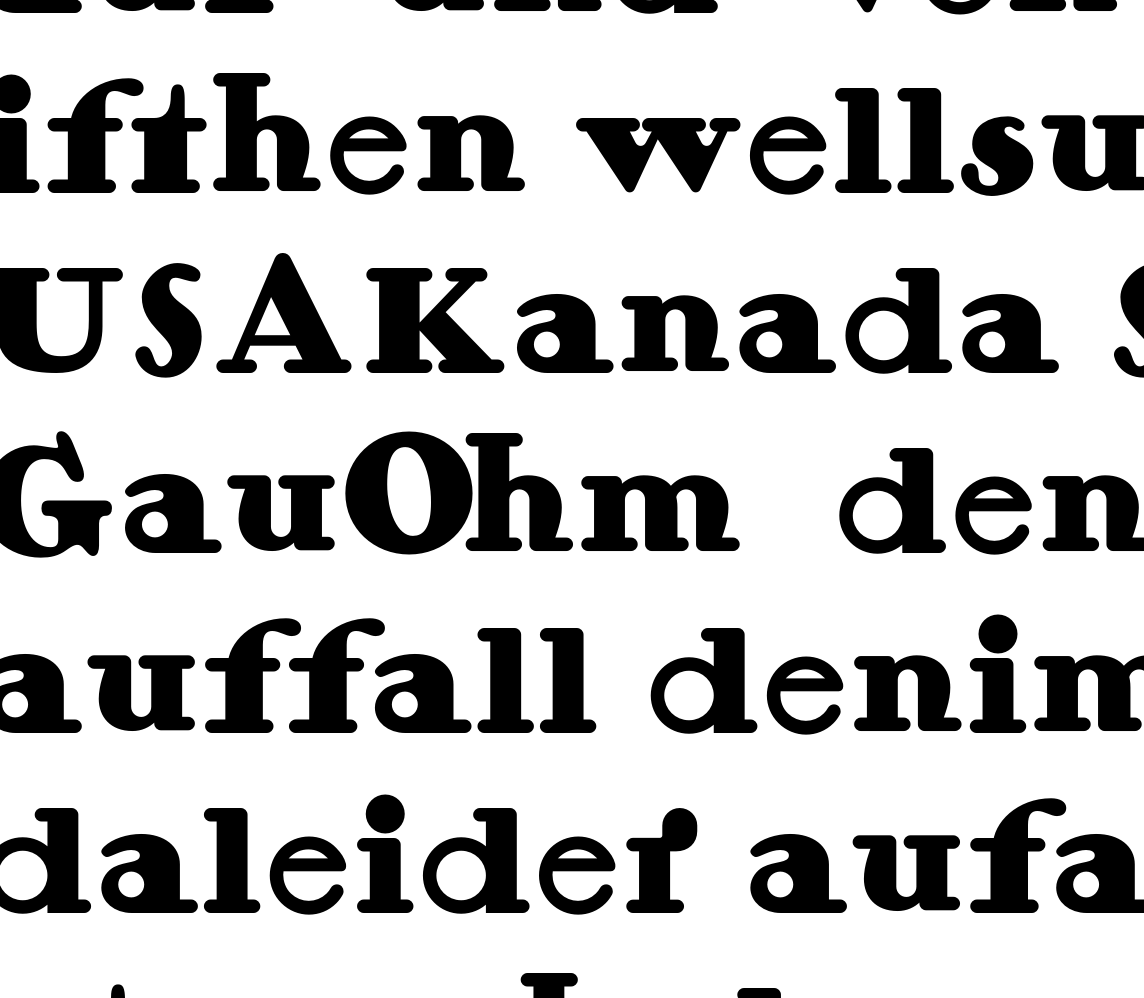 ifthen wellsu
USAKanada
GauOhm den
auffall denim
daleider aufa